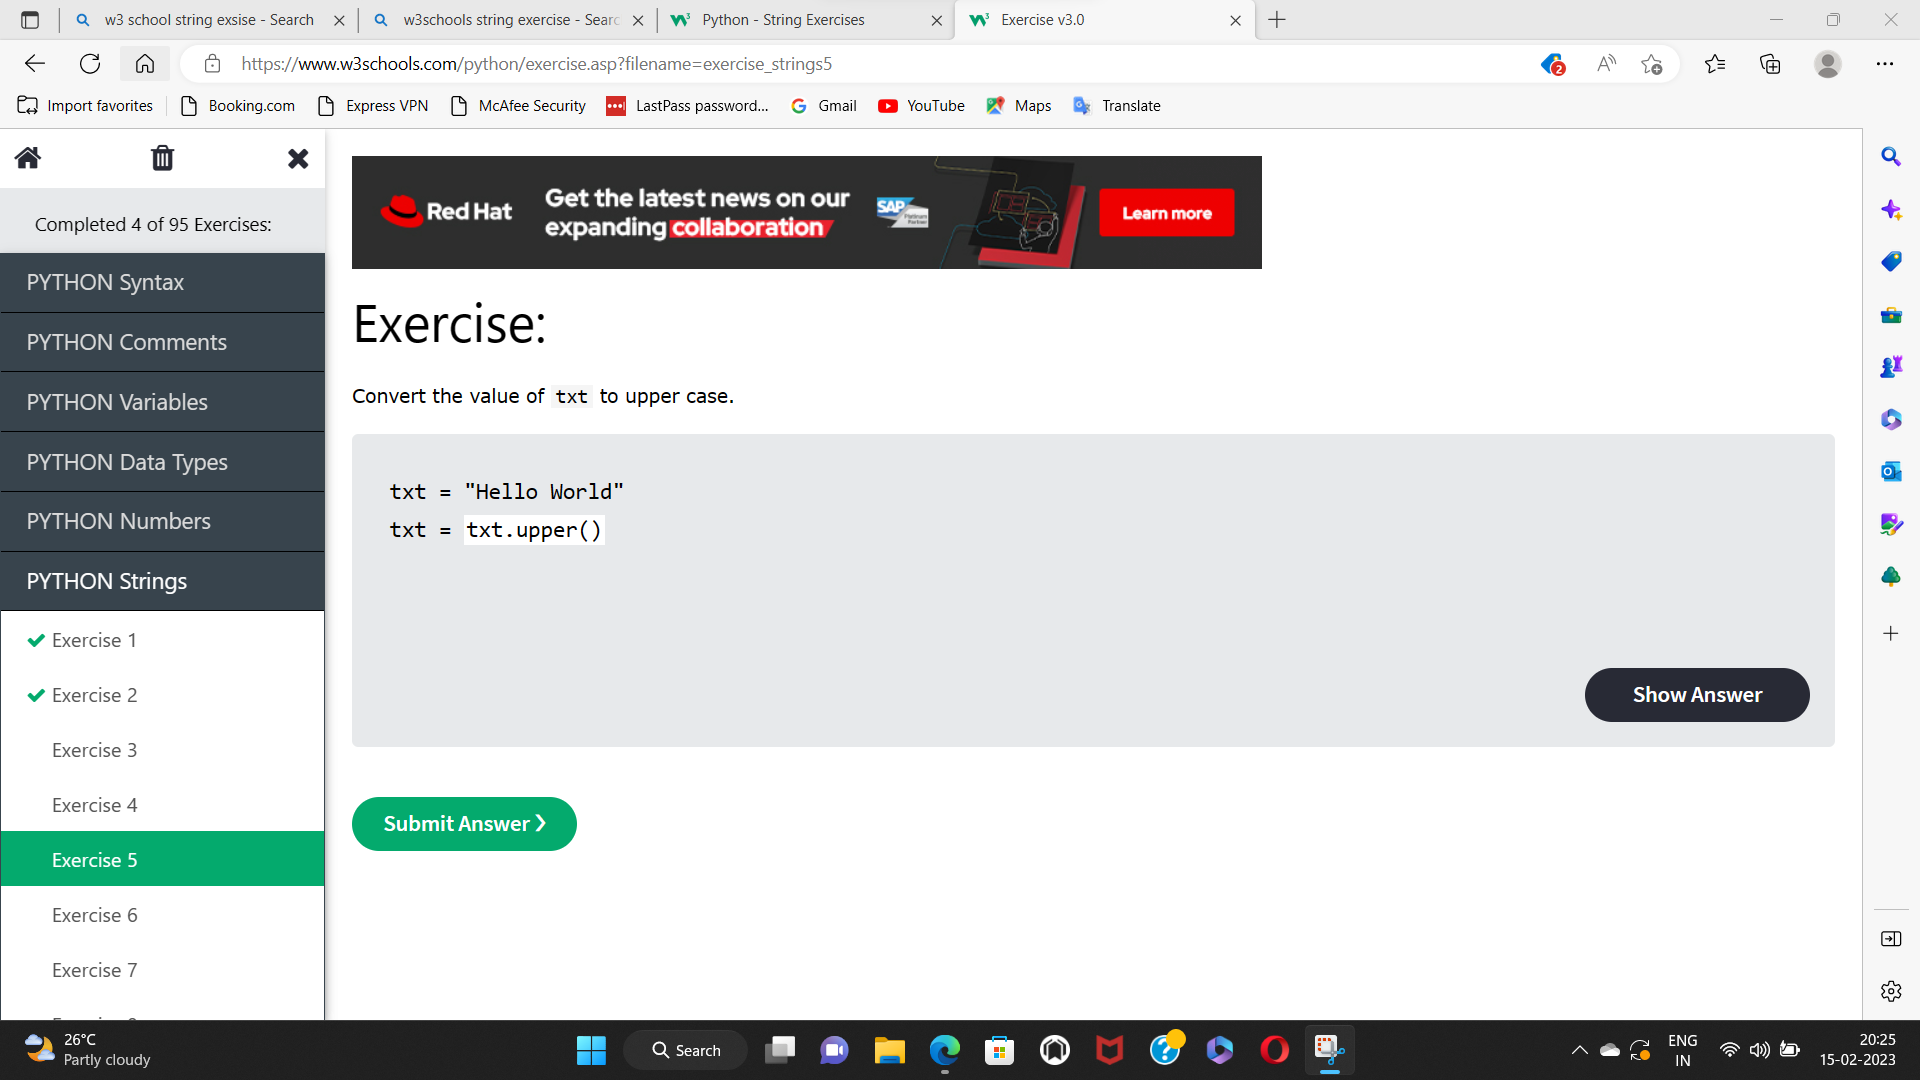 w3 school string exsise - Search
w3schools string exercise - Searc
Python - String Exercises
Exercise v3.0
https://www.w3schools.com/python/exercise.asp?filename=exercise_strings5
2
Import favorites
Booking.com
Express VPN
McAfee Security
LastPass password...
Gmail
YouTube
Maps
Translate
Completed 4 of 95 Exercises:
PYTHON Syntax
PYTHON Comments
PYTHON Variables
PYTHON Data Types
PYTHON Numbers
PYTHON Strings
Exercise 1
Exercise 2
Exercise 3
Exercise 4
Exercise 5
Exercise 6
Exercise 7
Red Hat
Get the latest news on our
expanding collaboration
SAP
Platinum
Partner
Learn more
Exercise:
Convert the value of txt to upper case.
txt = "Hello World"
txt = txt.upper()
Show Answer
Submit Answer ❯
26°C
Partly cloudy
Search
ENG
IN
20:25
15-02-2023